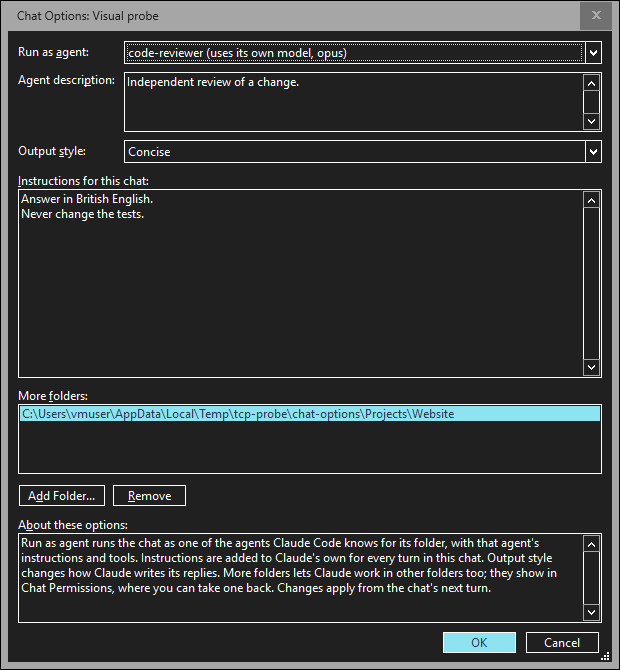 Chat Options: Visual probe
Run as agent:
code-reviewer (uses its own model, opus)
Agent description:
Independent review of a change.
Output style:
Concise
Instructions for this chat:
Answer in British English.
Never change the tests.
More folders:
C:\Users\vmuser\AppData\Local\Temp\tcp-probe\chat-options\Projects\Website
Add Folder...
Remove
About these options:
Run as agent runs the chat as one of the agents Claude Code knows for its folder, with that agent's
instructions and tools. Instructions are added to Claude's own for every turn in this chat. Output style
changes how Claude writes its replies. More folders lets Claude work in other folders too; they show in
Chat Permissions, where you can take one back. Changes apply from the chat's next turn.
OK
Cancel